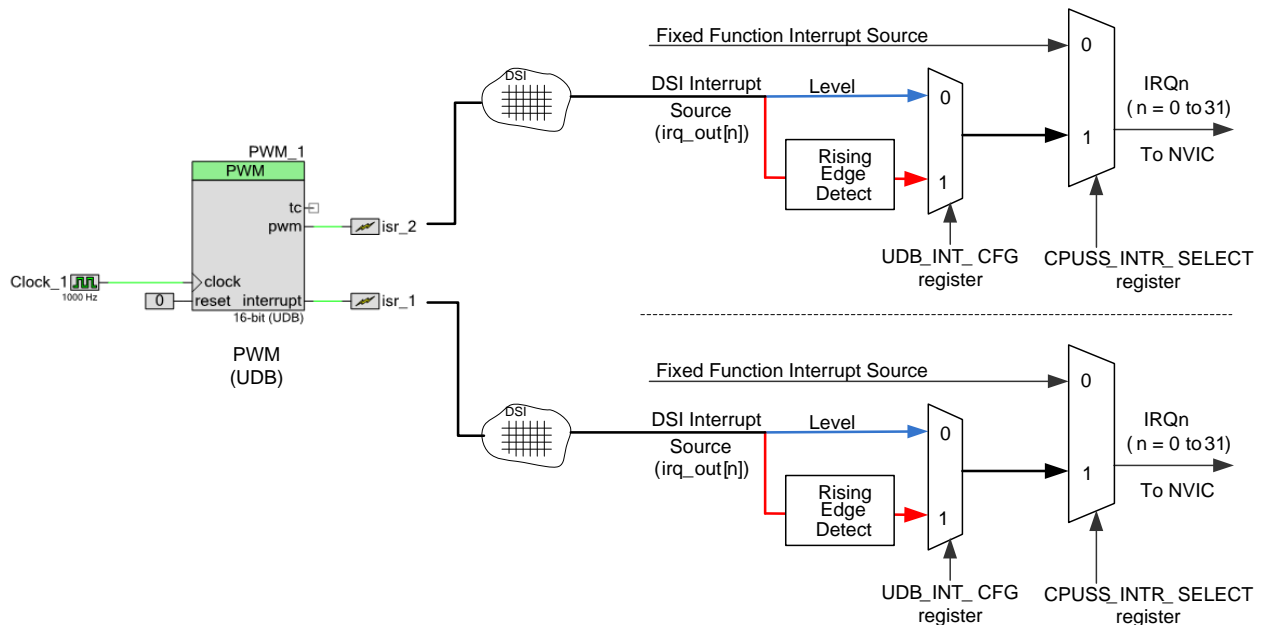 PWM_1
PWM
tc
pwm
isr_2
Clock_1
1000 Hz
clock
0
reset
interrupt
isr_1
16-bit (UDB)
PWM
(UDB)
DSI
Fixed Function Interrupt Source
DSI Interrupt
Source
(irq_out[n])
Level
Rising
Edge
Detect
0
1
0
1
IRQn
( n = 0 to 31)
To NVIC
UDB_INT_ CFG
register
CPUSS_INTR_ SELECT
register
DSI
Fixed Function Interrupt Source
DSI Interrupt
Source
(irq_out[n])
Level
Rising
Edge
Detect
0
1
0
1
IRQn
( n = 0 to 31)
To NVIC
UDB_INT_ CFG
register
CPUSS_INTR_ SELECT
register